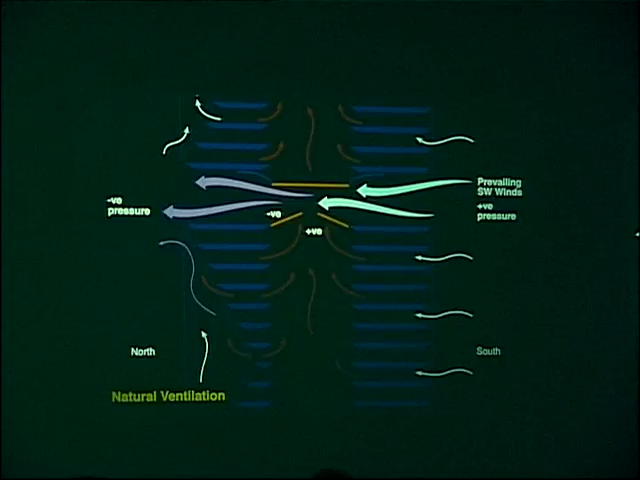 Prevailing
SW Winds
+ve
pressure
-ve
pressure
-ve
+ve
North
South
Natural Ventilation